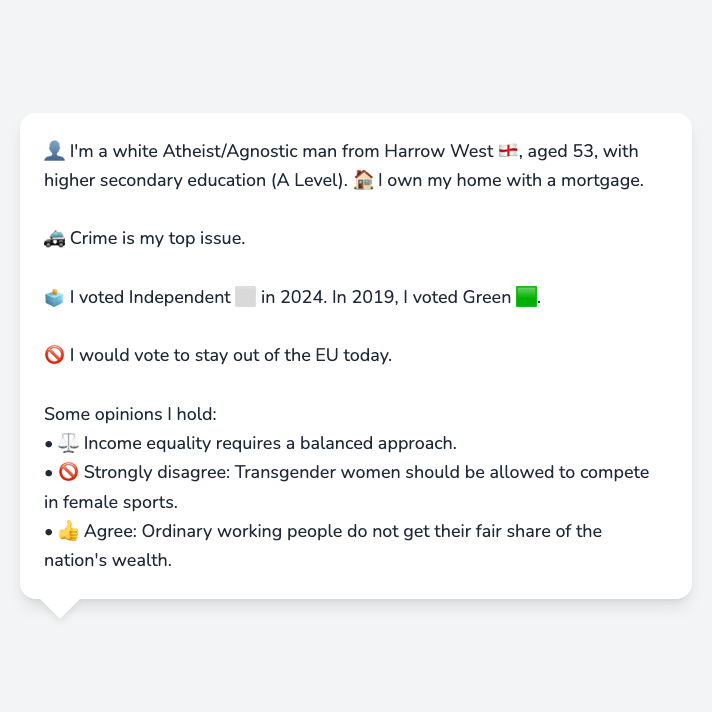 👤 I'm a white Atheist/Agnostic man from Harrow West 🏴󠁧󠁢󠁥󠁮󠁧󠁿, aged 53, with
higher secondary education (A Level). 🏠 I own my home with a mortgage.
🚓 Crime is my top issue.
🗳️ I voted Independent ⬜ in 2024. In 2019, I voted Green 🟩.
🚫 I would vote to stay out of the EU today.
Some opinions I hold:
• ⚖️ Income equality requires a balanced approach.
• 🚫 Strongly disagree: Transgender women should be allowed to compete
in female sports.
• 👍 Agree: Ordinary working people do not get their fair share of the
nation's wealth.